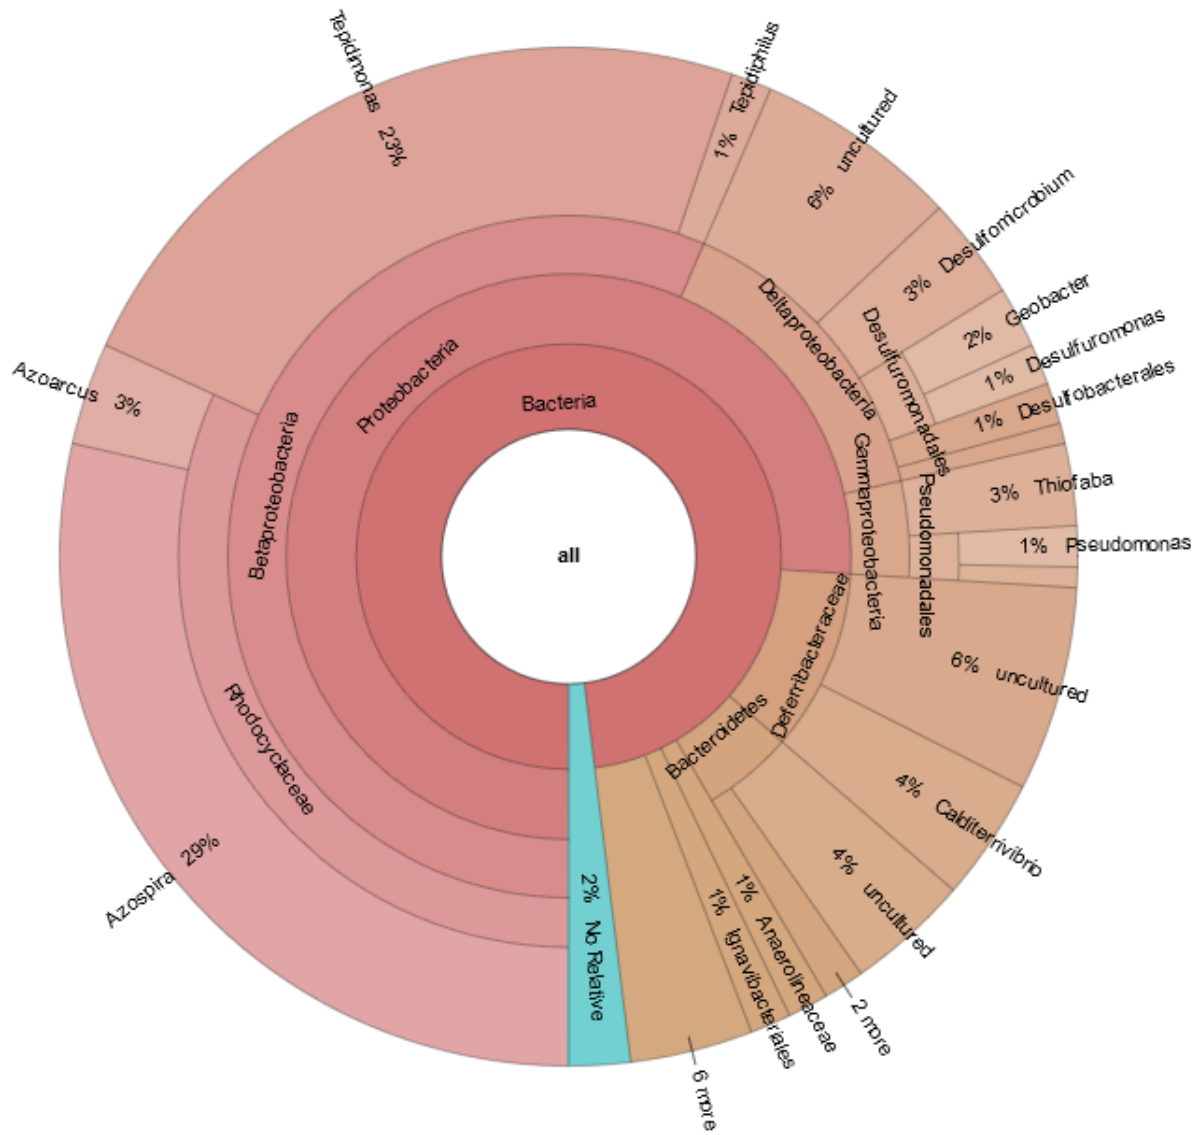 Tepidimonas 23%
1% Tepidiphilus
6% uncultured
3% Desulfomicrobium
2% Geobacter
1% Desulfuromonas
1% Desulfobacterales
3% Thiofaba
1% Pseudomonas
6% uncultured
4% Calditerrivibrio
4% uncultured
2 more
1% Anaerolineaceae
1% Ignavibacteriales
6 more
2% No Relative
Azospira 29%
Azoarcus 3%
Rhodocyclaceae
Betaproteobacteria
Proteobacteria
Bacteria
all
Deltaproteobacteria
Desulfuromonadales
Gammaproteobacteria
Pseudomonadales
Deferribacteraceae
Bacteroidetes